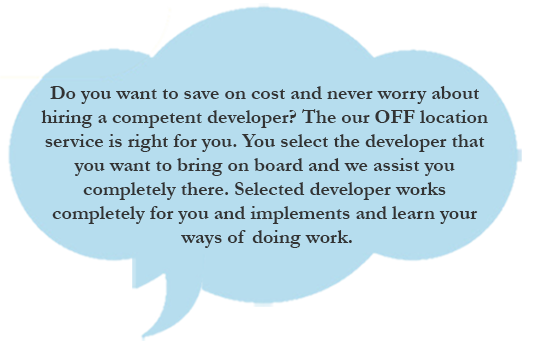 Do you want to save on cost and never worry about
hiring a competent developer? The our OFF location
service is right for you. You select the developer that
you want to bring on board and we assist you
completely there. Selected developer works
completely for you and implements and learn your
ways of doing work.